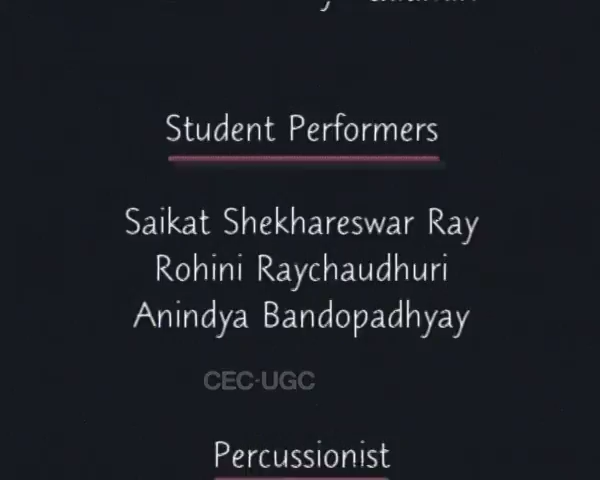 Student Performers
Saikat Shekhareswar Ray
Rohini Raychaudhuri
Anindya Bandopadhyay
CEC-UGC
Percussionist